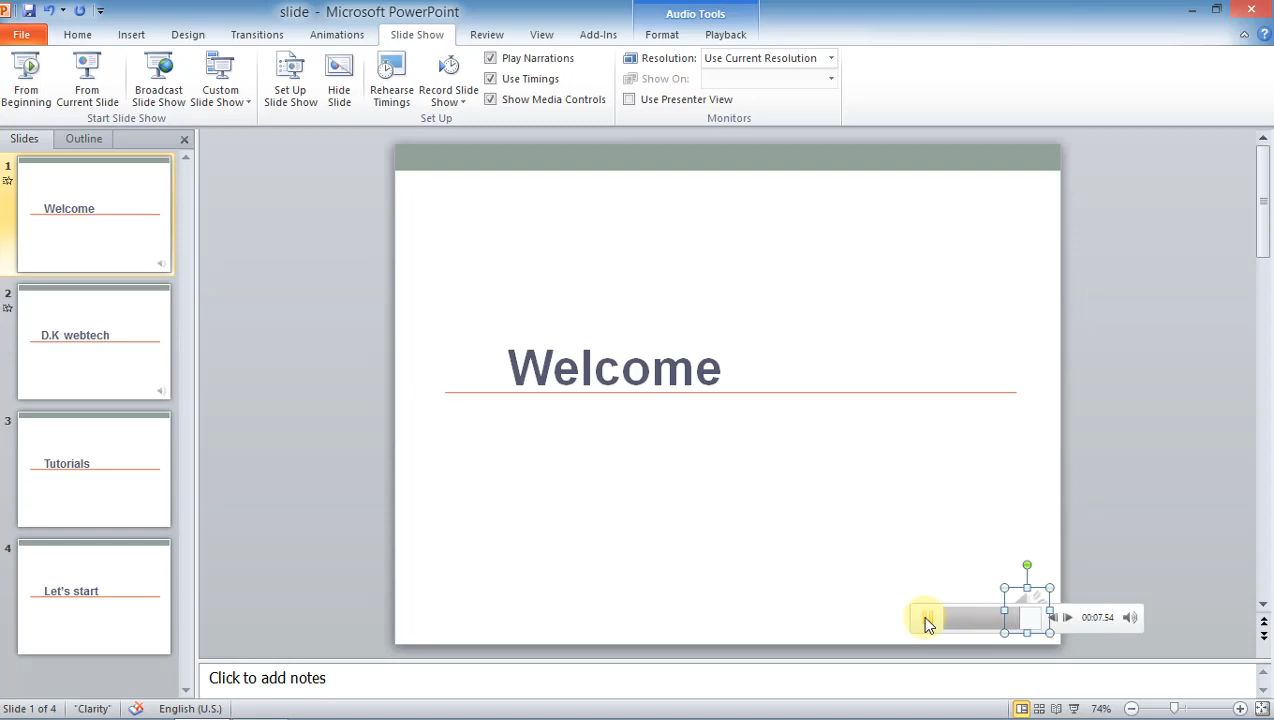 slide - Microsoft PowerPoint
Audio Tools
File Home Insert Design Transitions Animations Slide Show Review View Add-Ins Format Playback
From Beginning
From Current Slide
Broadcast Slide Show
Custom Slide Show
Set Up Slide Show
Hide Slide
Rehearse Timings
Record Slide Show
Play Narrations
Use Timings
Show Media Controls
Resolution: Use Current Resolution
Show On:
Use Presenter View
Start Slide Show
Set Up
Monitors
Slides Outline
1
Welcome
2
D.K webtech
3
Tutorials
4
Let's start
Welcome
00:07.54
Click to add notes
Slide 1 of 4 "Clarity" English (U.S.) 74%